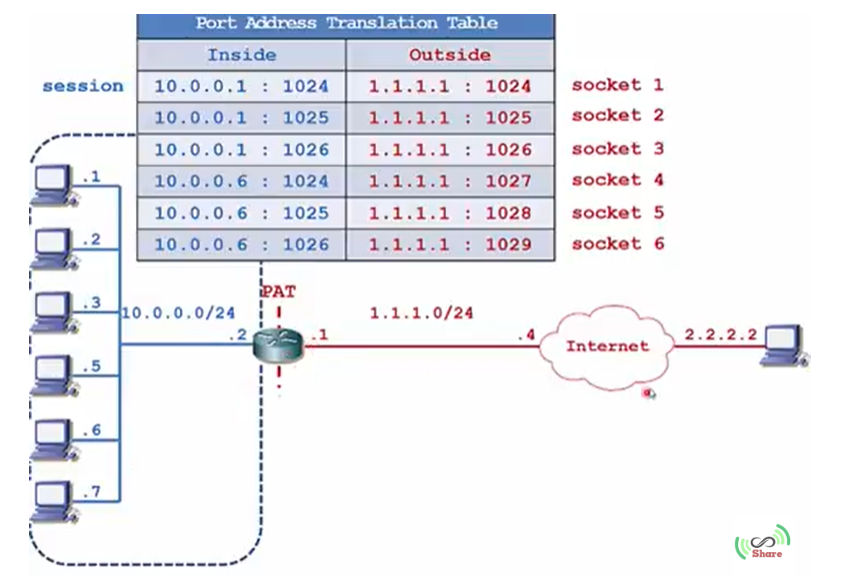 Port Address Translation Table
Inside Outside
session 10.0.0.1 : 1024 1.1.1.1 : 1024 socket 1
10.0.0.1 : 1025 1.1.1.1 : 1025 socket 2
10.0.0.1 : 1026 1.1.1.1 : 1026 socket 3
10.0.0.6 : 1024 1.1.1.1 : 1027 socket 4
10.0.0.6 : 1025 1.1.1.1 : 1028 socket 5
10.0.0.6 : 1026 1.1.1.1 : 1029 socket 6
.1
.2
.3
.5
.6
.7
10.0.0.0/24
.2
PAT
.1
1.1.1.0/24
.4
Internet
2.2.2.2
Share